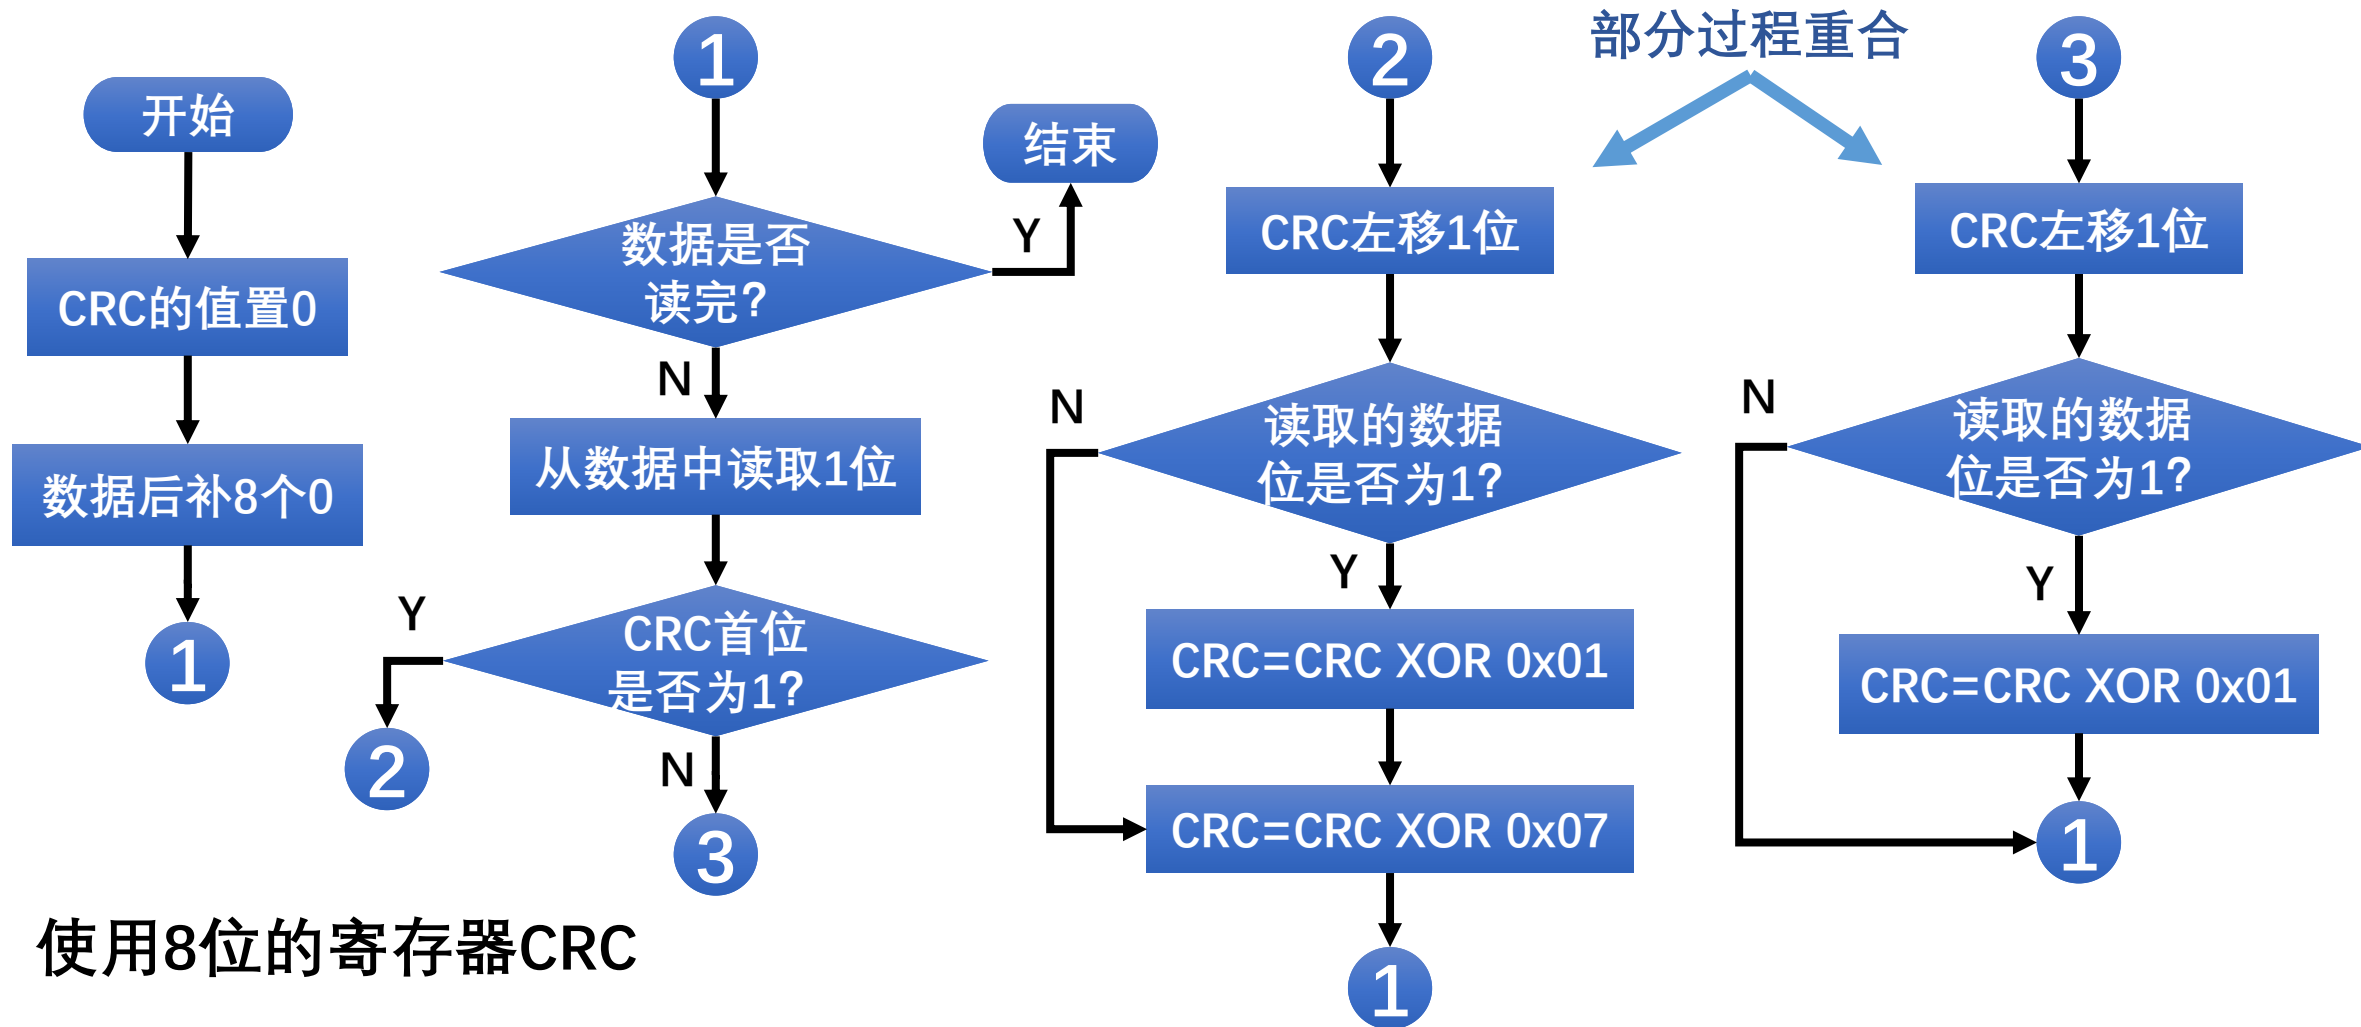 开始
CRC的值置0
数据后补8个0
1
1
数据是否
读完?
Y
结束
N
从数据中读取1位
CRC首位
是否为1?
Y
2
N
3
2
CRC左移1位
读取的数据
位是否为1?
N
Y
CRC=CRC XOR 0x01
CRC=CRC XOR 0x07
1
部分过程重合
3
CRC左移1位
读取的数据
位是否为1?
N
Y
CRC=CRC XOR 0x01
1
使用8位的寄存器CRC